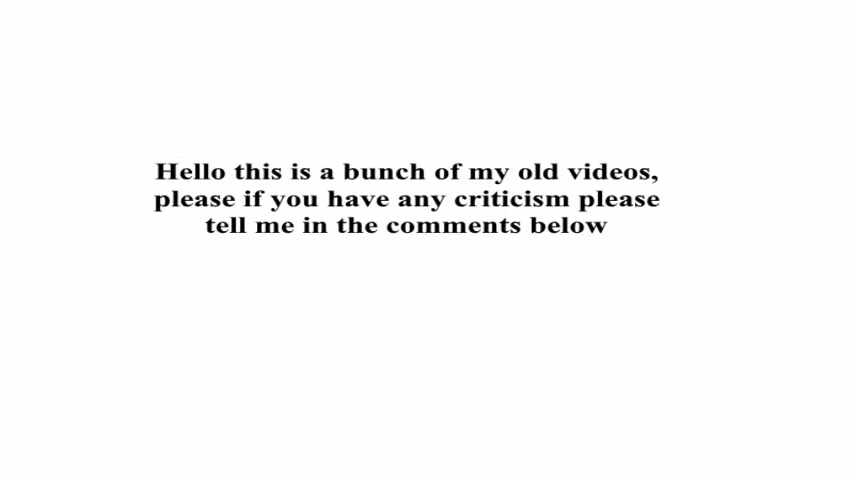 Hello this is a bunch of my old videos,
please if you have any criticism please
tell me in the comments below